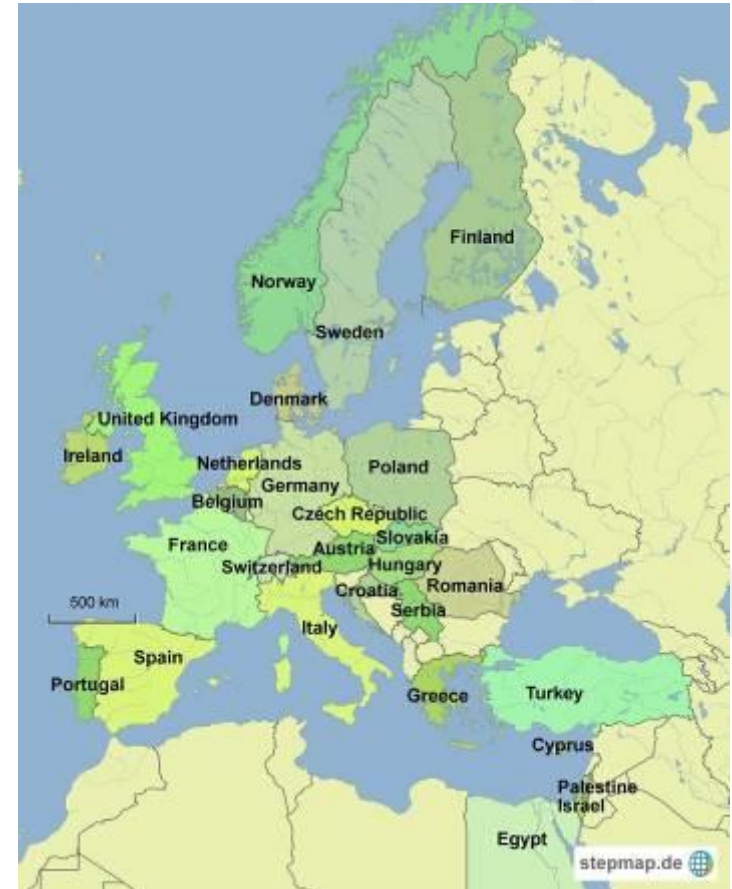 Finland
Norway
Sweden
Denmark
United Kingdom
Ireland
Netherlands
Poland
Germany
Belgium
Czech Republic
Slovakia
France
Austria
Switzerland
Hungary
Croatia
Romania
500 km
Serbia
Italy
Spain
Portugal
Greece
Turkey
Cyprus
Palestine
Israel
Egypt
stepmap.de